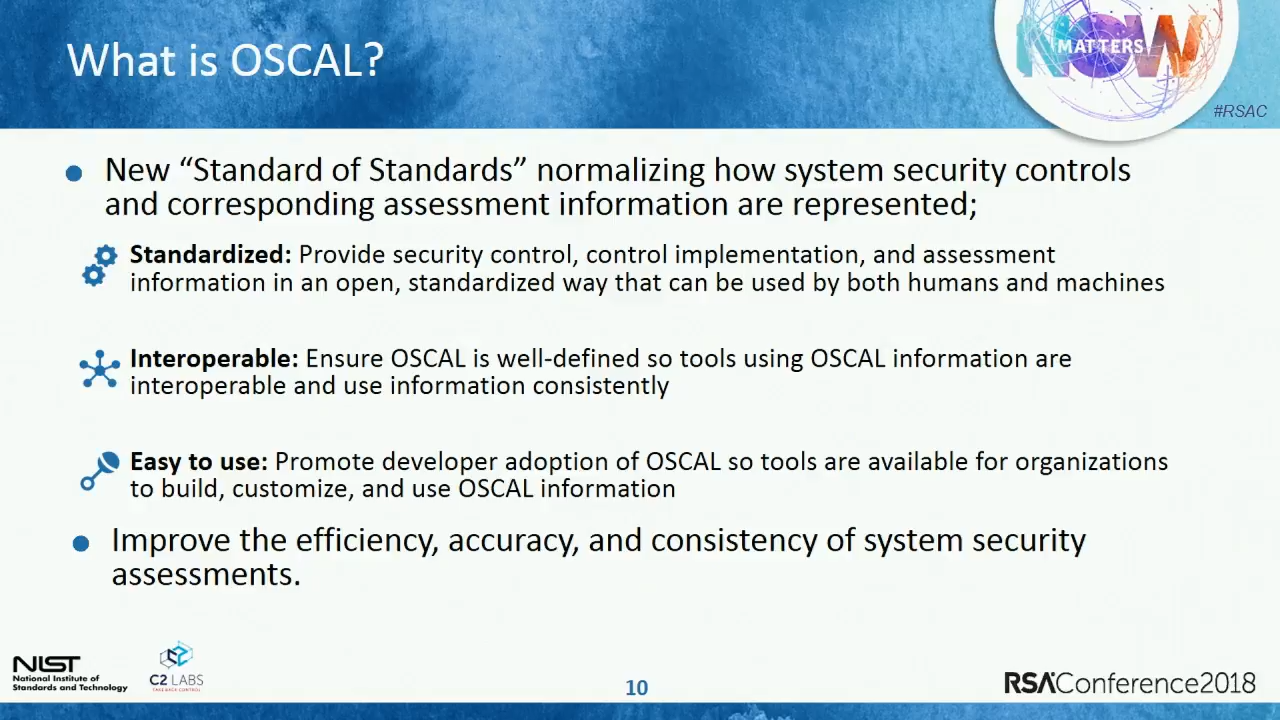 What is OSCAL?
NOW
MATTERS
#RSAC
New “Standard of Standards” normalizing how system security controls
and corresponding assessment information are represented;
Standardized: Provide security control, control implementation, and assessment
information in an open, standardized way that can be used by both humans and machines
Interoperable: Ensure OSCAL is well-defined so tools using OSCAL information are
interoperable and use information consistently
Easy to use: Promote developer adoption of OSCAL so tools are available for organizations
to build, customize, and use OSCAL information
Improve the efficiency, accuracy, and consistency of system security
assessments.
NIST
National Institute of
Standards and Technology
C2 LABS
TAKE BACK CONTROL
10
RSAConference2018